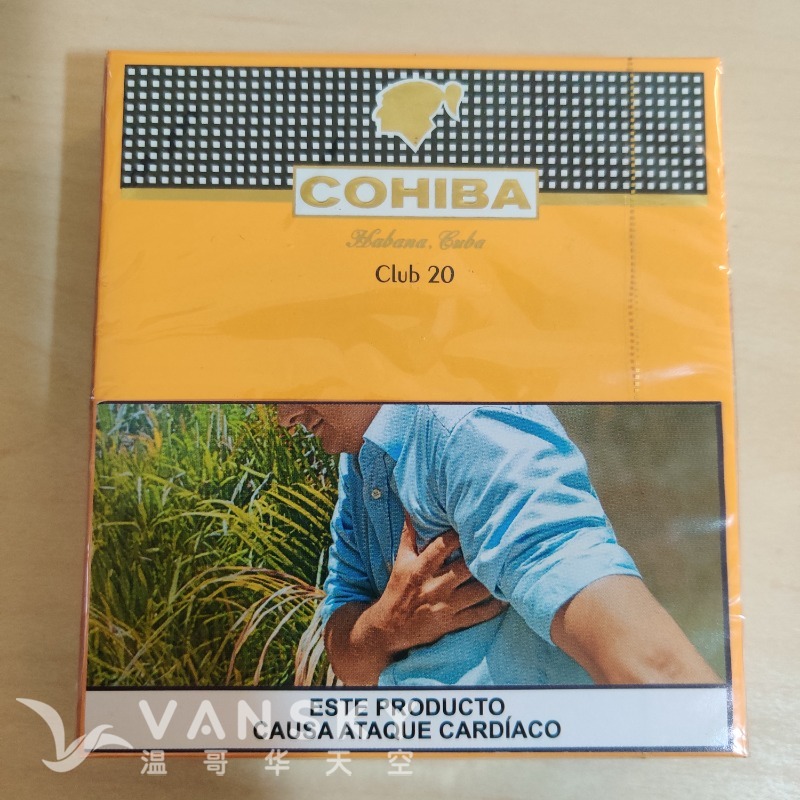 COHIBA
Habana, Cuba
Club 20
ESTE PRODUCTO
CAUSA ATAQUE CARDÍACO
VANSKY
温哥华天空